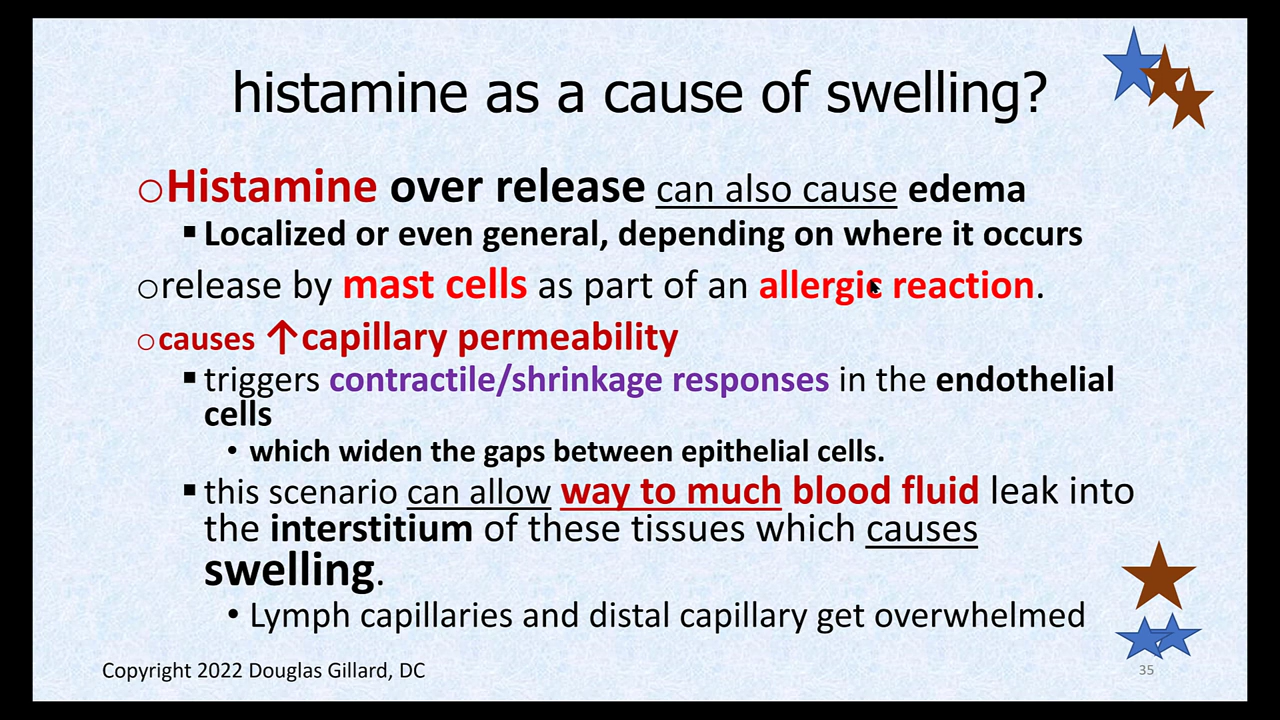 histamine as a cause of swelling?
oHistamine over release can also cause edema
▪Localized or even general, depending on where it occurs
orelease by mast cells as part of an allergic reaction.
ocauses ↑capillary permeability
▪triggers contractile/shrinkage responses in the endothelial
cells
• which widen the gaps between epithelial cells.
▪this scenario can allow way to much blood fluid leak into
the interstitium of these tissues which causes
swelling.
• Lymph capillaries and distal capillary get overwhelmed
Copyright 2022 Douglas Gillard, DC
35